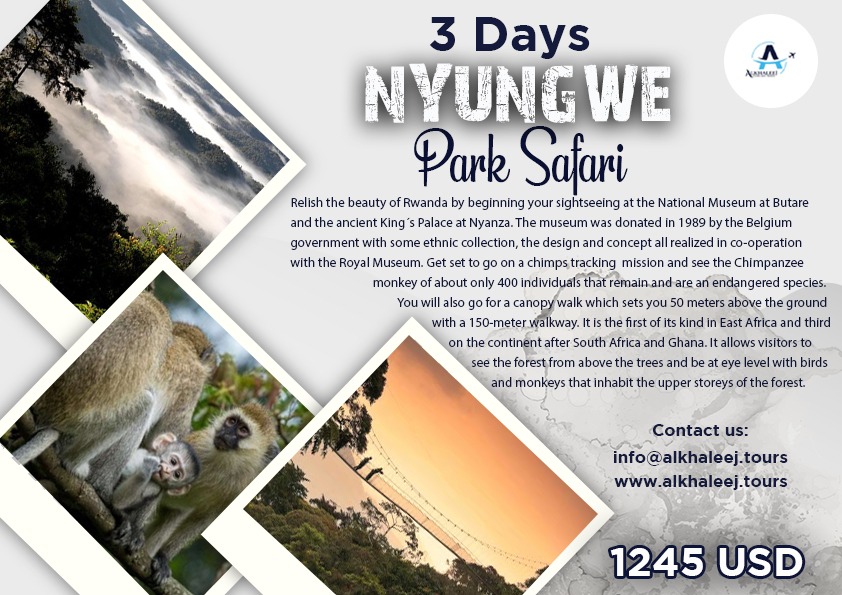 3 Days
NYUNGWE
Park Safari
ALKHALEEJ
Relish the beauty of Rwanda by beginning your sightseeing at the National Museum at Butare
and the ancient King´s Palace at Nyanza. The museum was donated in 1989 by the Belgium
government with some ethnic collection, the design and concept all realized in co-operation
with the Royal Museum. Get set to go on a chimps tracking mission and see the Chimpanzee
monkey of about only 400 individuals that remain and are an endangered species.
You will also go for a canopy walk which sets you 50 meters above the ground
with a 150-meter walkway. It is the first of its kind in East Africa and third
on the continent after South Africa and Ghana. It allows visitors to
see the forest from above the trees and be at eye level with birds
and monkeys that inhabit the upper storeys of the forest.
Contact us:
info@alkhaleej.tours
www.alkhaleej.tours
1245 USD